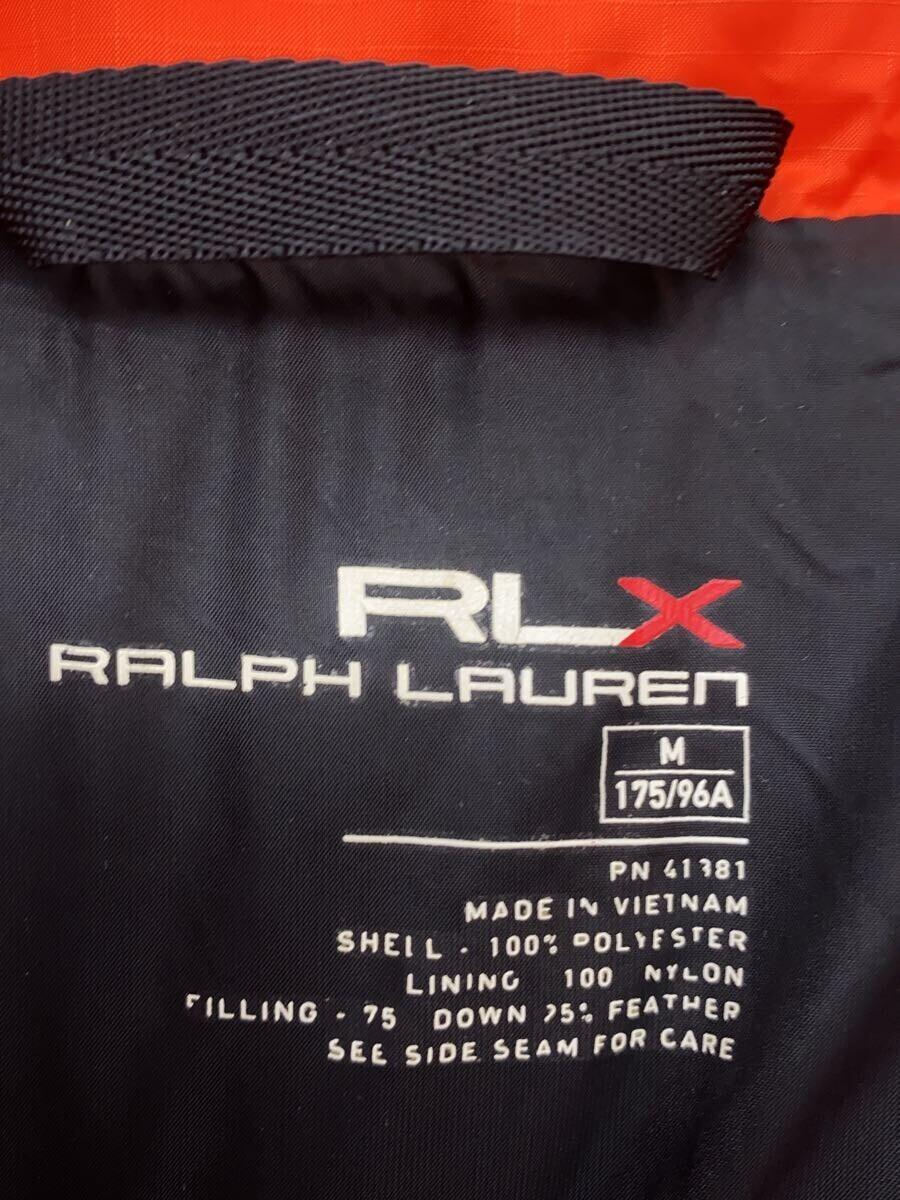 RLX
RALPH LAUREN
M
175/96A
PN 41381
MADE IN VIETNAM
SHELL - 100% POLYESTER
LINING 100 NYLON
FILLING - 75 DOWN 25% FEATHER
SEE SIDE SEAM FOR CARE